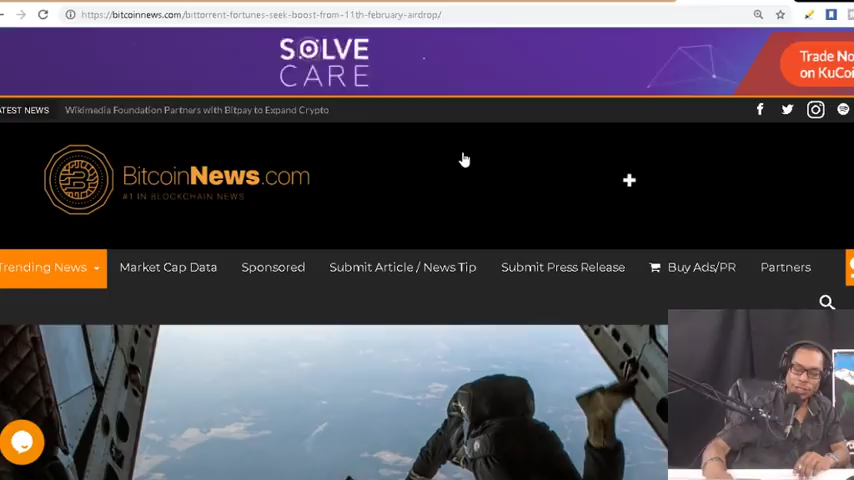 https://bitcoinnews.com/bittorrent-fortunes-seek-boost-from-11th-february-airdrop/
SOLVE
CARE
Trade No
on KuCoi
ATEST NEWS
Wikimedia Foundation Partners with Bitpay to Expand Crypto
BitcoinNews.com
#1 IN BLOCKCHAIN NEWS
Trending News
Market Cap Data
Sponsored
Submit Article / News Tip
Submit Press Release
Buy Ads/PR
Partners